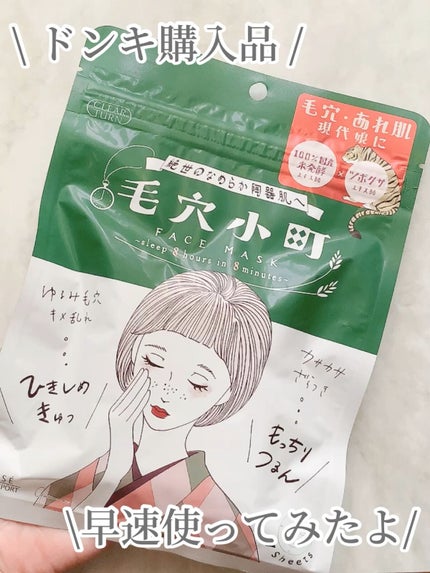 \ ドンキ購入品 /
CLEAR
TURN
毛穴・あれ肌
現代娘に
100%国産
米発酵
エキス配合
×
ツボクサ
エキス配合
絶世のなめらか陶器肌へ
毛穴小町
FACE MASK
~sleep 8 hours in 8 minutes~
ゆるみ毛穴
キメ乱れ
ひきしめ
きゅっ
カサカサ
ざらつき
もっちり
つるん
Sheets
\早速使ってみたよ/